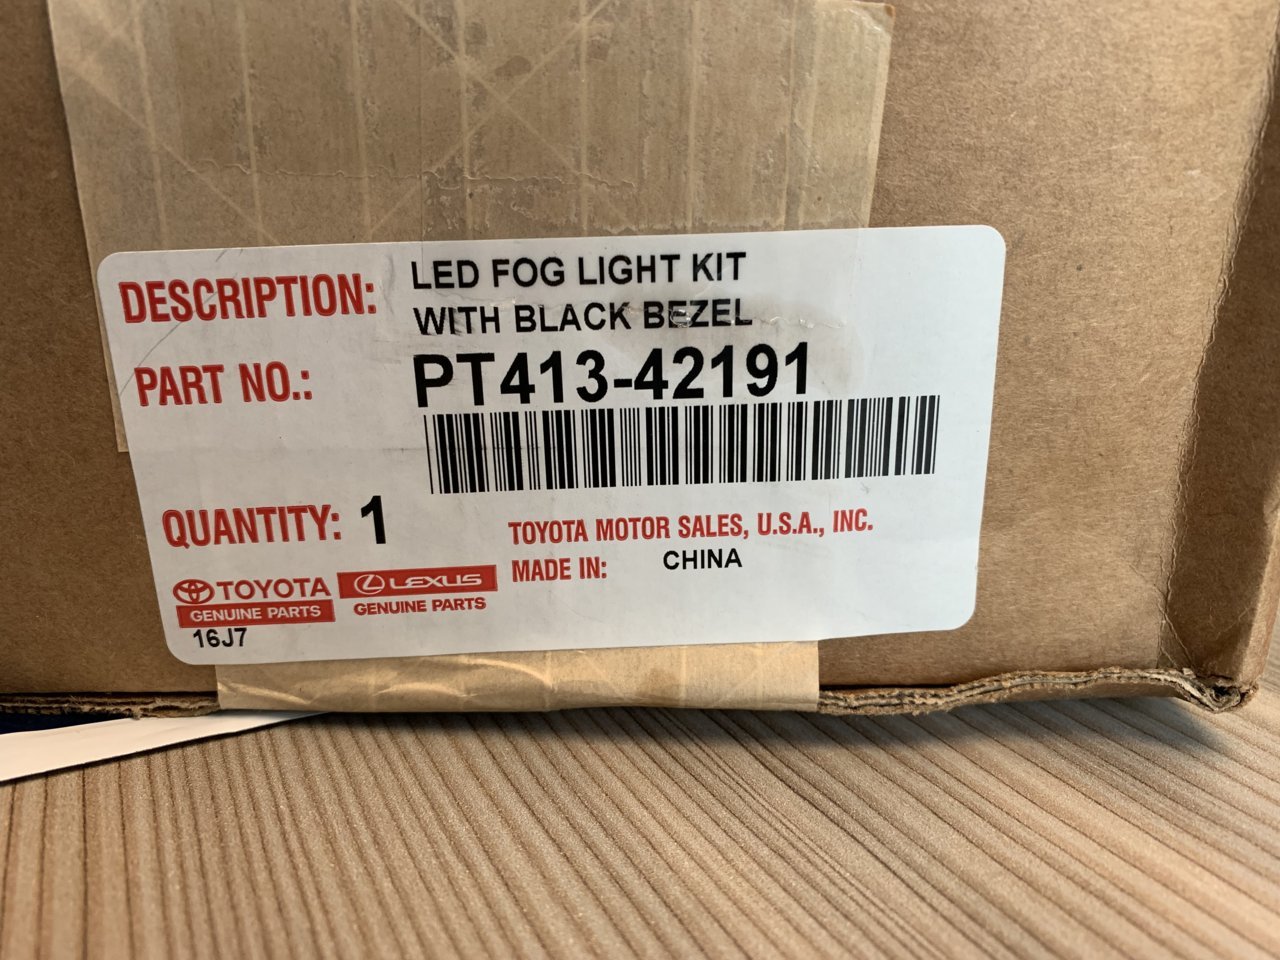 DESCRIPTION: LED FOG LIGHT KIT
WITH BLACK BEZEL
PART NO.: PT413-42191
QUANTITY: 1
TOYOTA MOTOR SALES, U.S.A., INC.
MADE IN: CHINA
TOYOTA
GENUINE PARTS
LEXUS
GENUINE PARTS
16J7